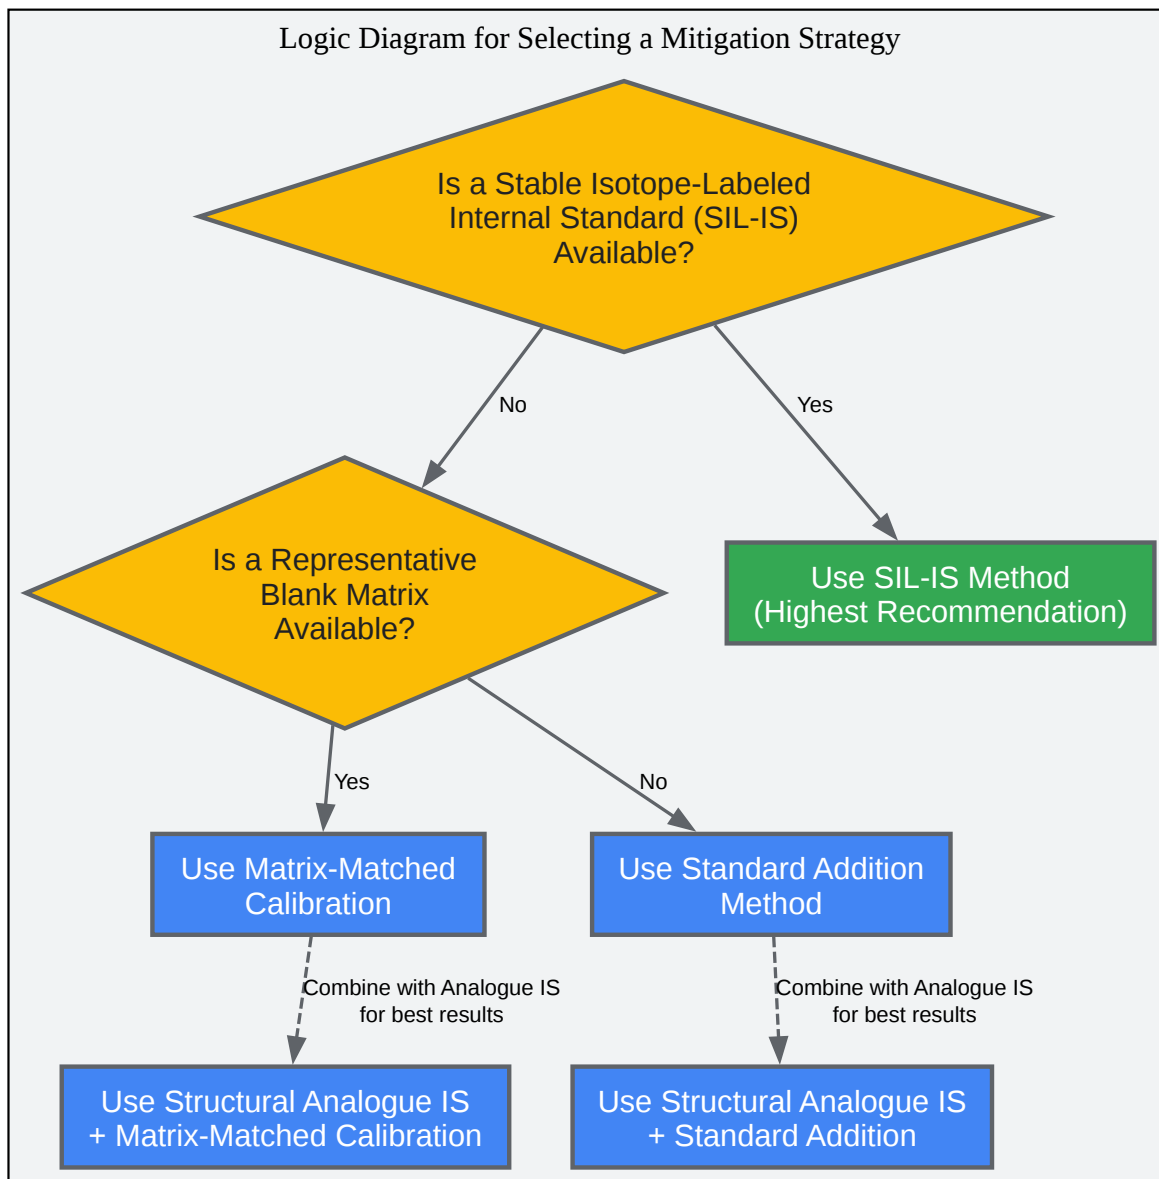 Logic Diagram for Selecting a Mitigation Strategy
Is a Stable Isotope-Labeled
Internal Standard (SIL-IS)
Available?
No
Yes
Is a Representative
Blank Matrix
Available?
Use SIL-IS Method
(Highest Recommendation)
Yes
No
Use Matrix-Matched
Calibration
Use Standard Addition
Method
Combine with Analogue IS
for best results
Combine with Analogue IS
for best results
Use Structural Analogue IS
+ Matrix-Matched Calibration
Use Structural Analogue IS
+ Standard Addition